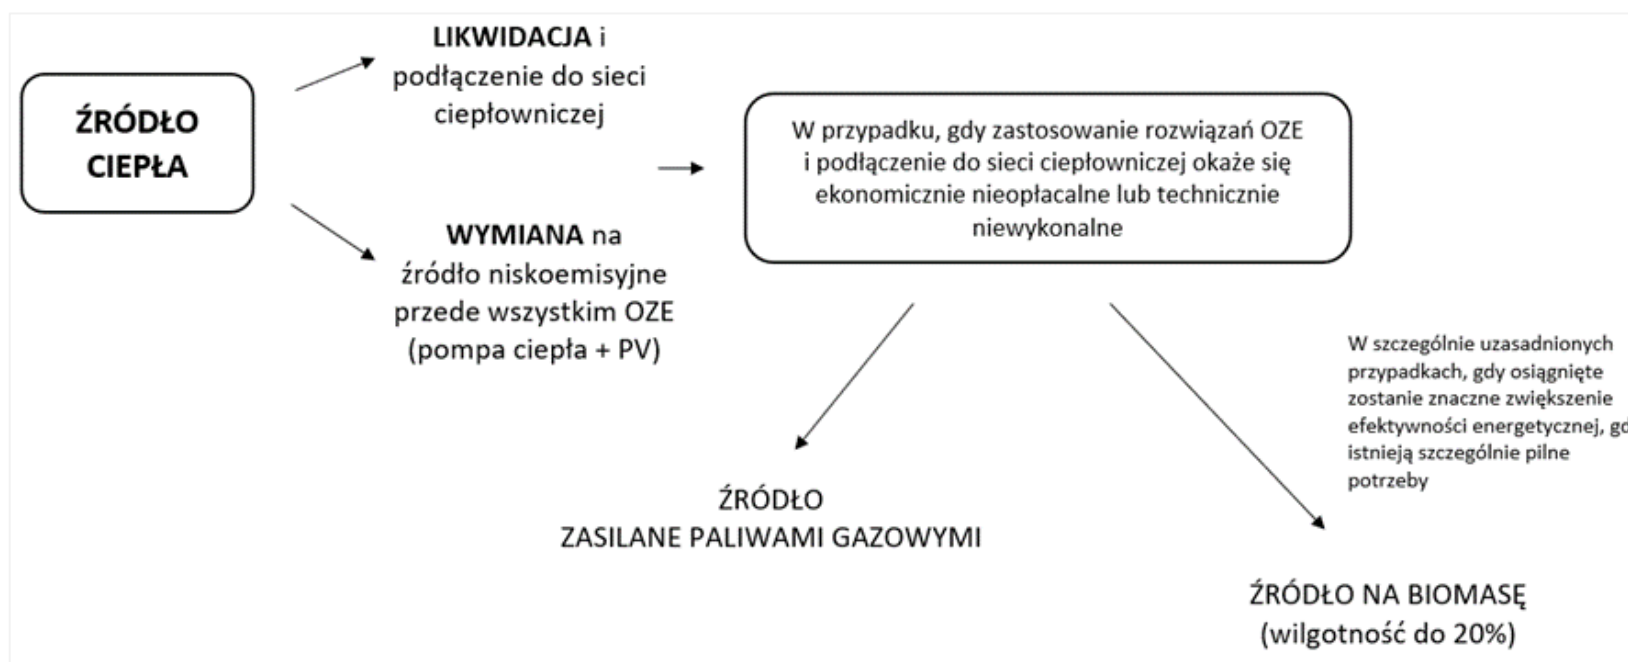 ŹRÓDŁO
CIEPŁA
LIKWIDACJA i
podłączenie do sieci
ciepłowniczej
WYMIANA na
źródło niskoemisyjne
przede wszystkim OZE
(pompa ciepła + PV)
W przypadku, gdy zastosowanie rozwiązań OZE
i podłączenie do sieci ciepłowniczej okaże się
ekonomicznie nieopłacalne lub technicznie
niewykonalne
ŹRÓDŁO
ZASILANE PALIWAMI GAZOWYMI
W szczególnie uzasadnionych
przypadkach, gdy osiągnięte
zostanie znaczne zwiększenie
efektywności energetycznej,
istnieją szczególnie pilne
potrzeby
ŹRÓDŁO NA BIOMASĘ
(wilgotność do 20%)